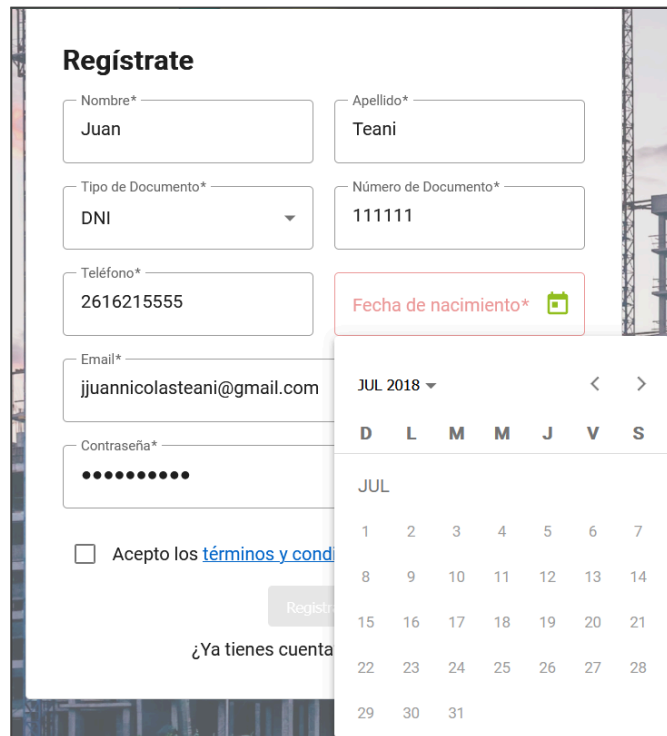 Regístrate
Nombre* Apellido*
Juan Teani
Tipo de Documento* Número de Documento*
DNI 111111
Teléfono*
2616215555 Fecha de nacimiento*
Email*
jjuannicolasteani@gmail.com
Contraseña*
JUL 2018
D L M M J V S
JUL
1 2 3 4 5 6 7
8 9 10 11 12 13 14
15 16 17 18 19 20 21
22 23 24 25 26 27 28
29 30 31
Acepto los términos y condi
Registra
¿Ya tienes cuenta